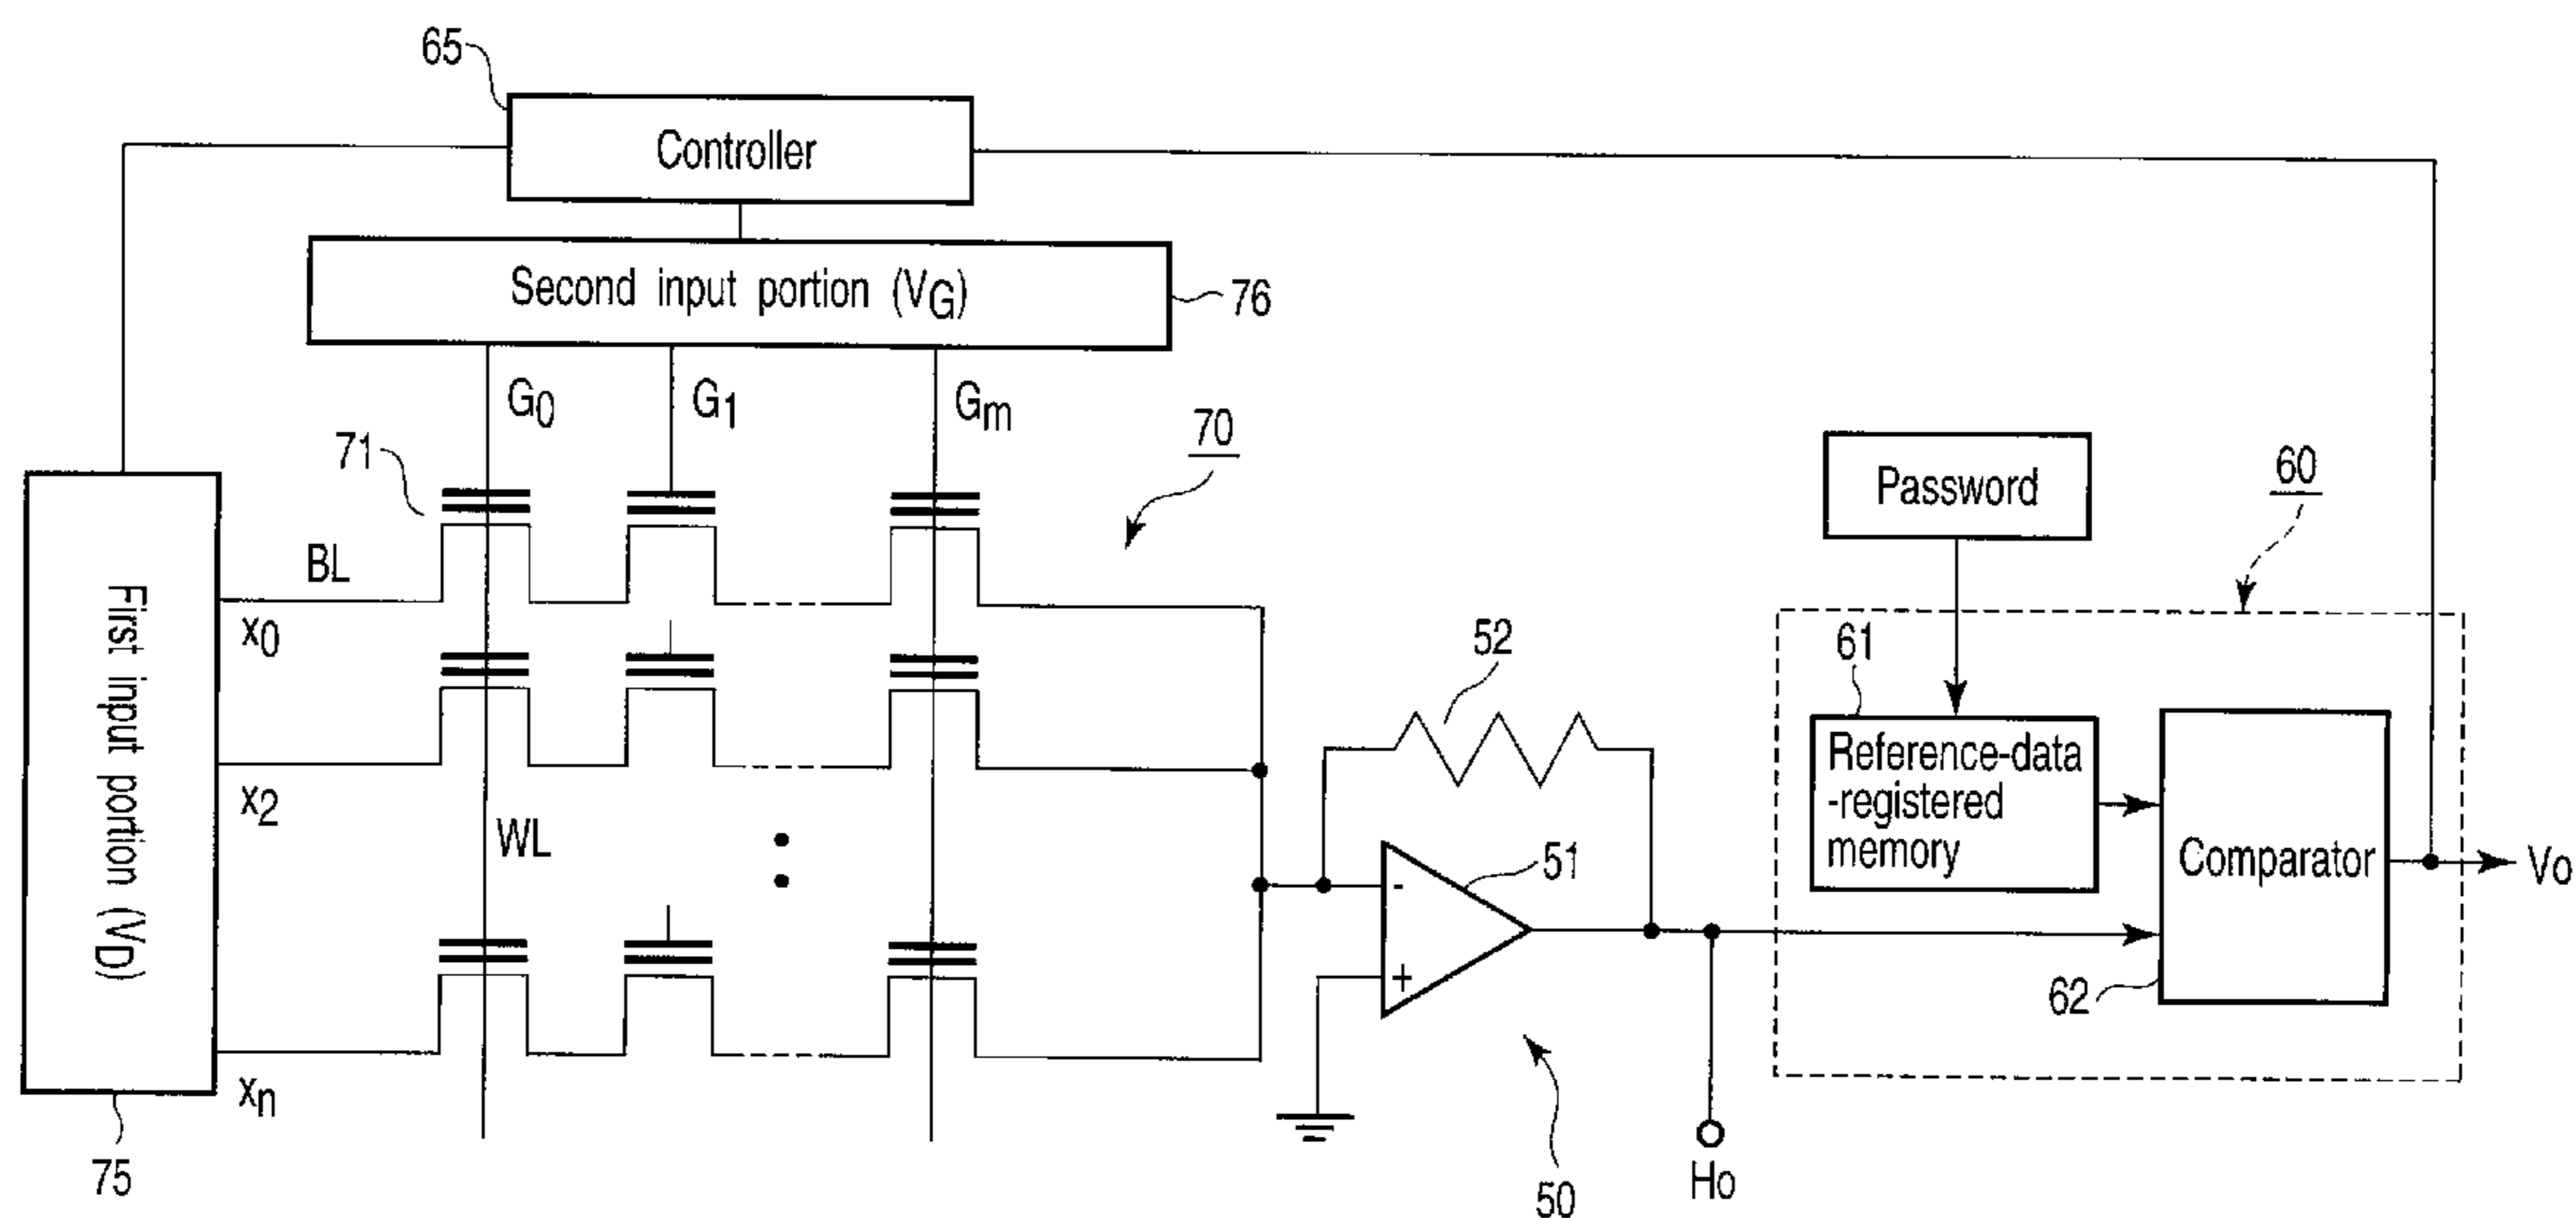 65
Controller
Second input portion (VG)
76
G0
G1
Gm
70
71
Password
60
BL
First input portion (VD)
x0
52
61
Reference-data
-registered
memory
x2
WL
51
Comparator
Vo
-
+
62
xn
75
Ho
50